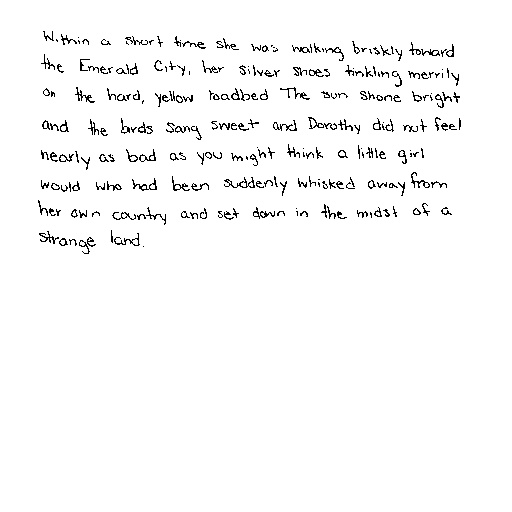 Within a short time she was walking briskly toward
the Emerald City, her silver shoes tinkling merrily
on the hard, yellow roadbed The sun shone bright
and the birds sang sweet and Dorothy did not feel
nearly as bad as you might think a little girl
would who had been suddenly whisked away from
her own country and set down in the midst of a
strange land.